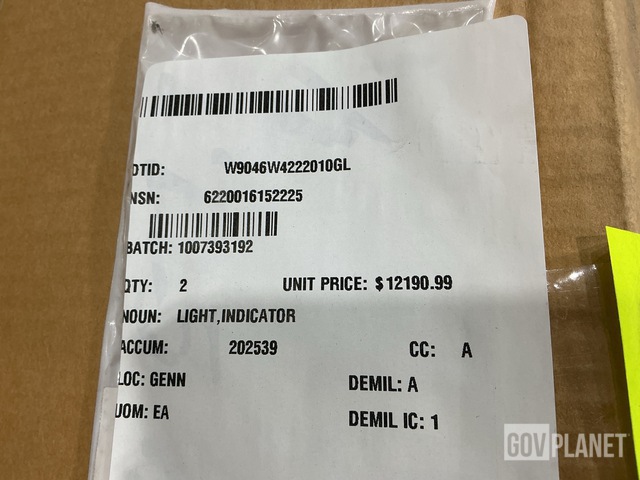 DTID: W9046W4222010GL
NSN: 6220016152225
BATCH: 1007393192
QTY: 2 UNIT PRICE: $12190.99
NOUN: LIGHT,INDICATOR
ACCUM: 202539 CC: A
LOC: GENN DEMIL: A
UOM: EA DEMIL IC: 1
GOVPLANET